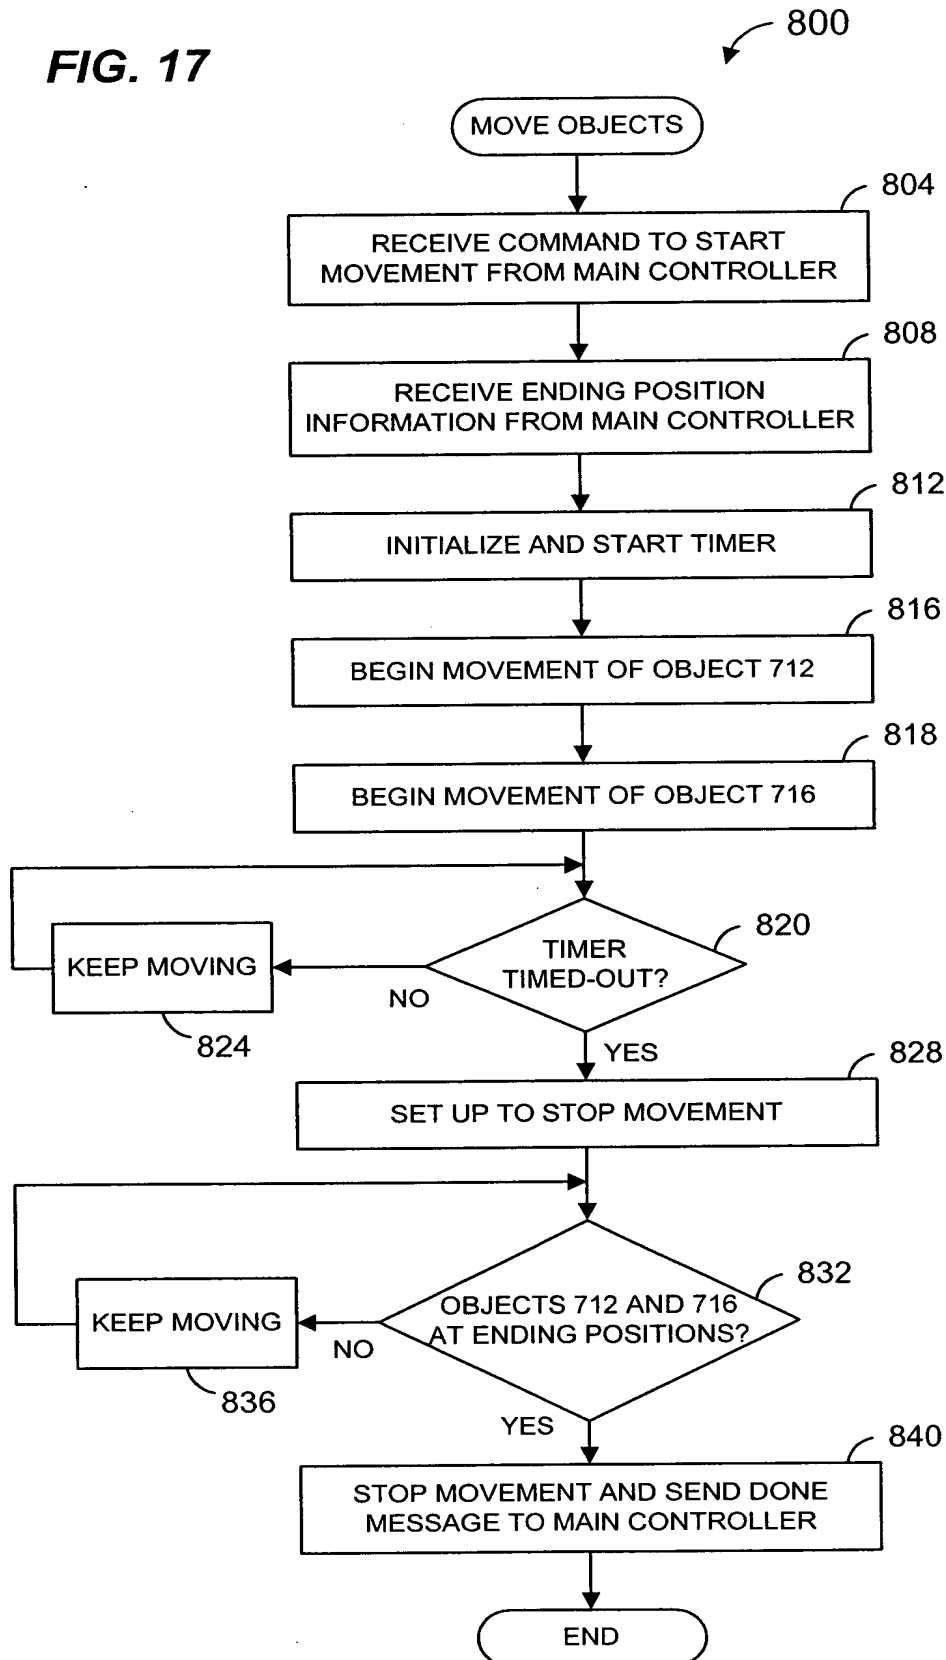 FIG. 17
800
MOVE OBJECTS
804
RECEIVE COMMAND TO START
MOVEMENT FROM MAIN CONTROLLER
808
RECEIVE ENDING POSITION
INFORMATION FROM MAIN CONTROLLER
812
INITIALIZE AND START TIMER
816
BEGIN MOVEMENT OF OBJECT 712
818
BEGIN MOVEMENT OF OBJECT 716
820
TIMER
TIMED-OUT?
KEEP MOVING
NO
824
YES
828
SET UP TO STOP MOVEMENT
832
OBJECTS 712 AND 716
AT ENDING POSITIONS?
KEEP MOVING
NO
836
YES
840
STOP MOVEMENT AND SEND DONE
MESSAGE TO MAIN CONTROLLER
END